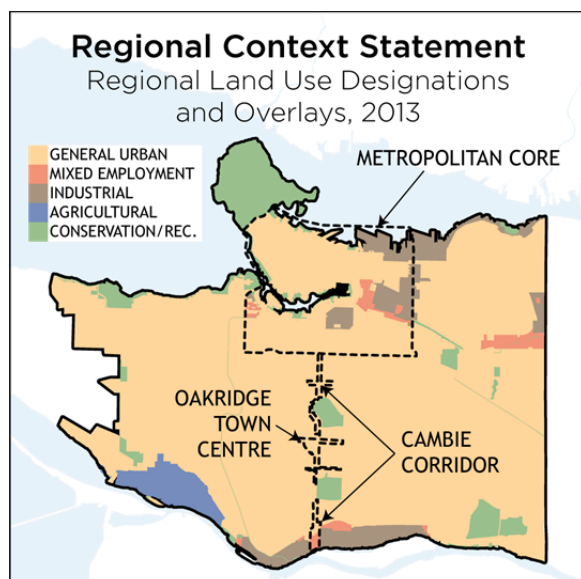 Regional Context Statement
Regional Land Use Designations
and Overlays, 2013
GENERAL URBAN
MIXED EMPLOYMENT
INDUSTRIAL
AGRICULTURAL
CONSERVATION/REC.
METROPOLITAN CORE
OAKRIDGE
TOWN
CENTRE
CAMBIE
CORRIDOR